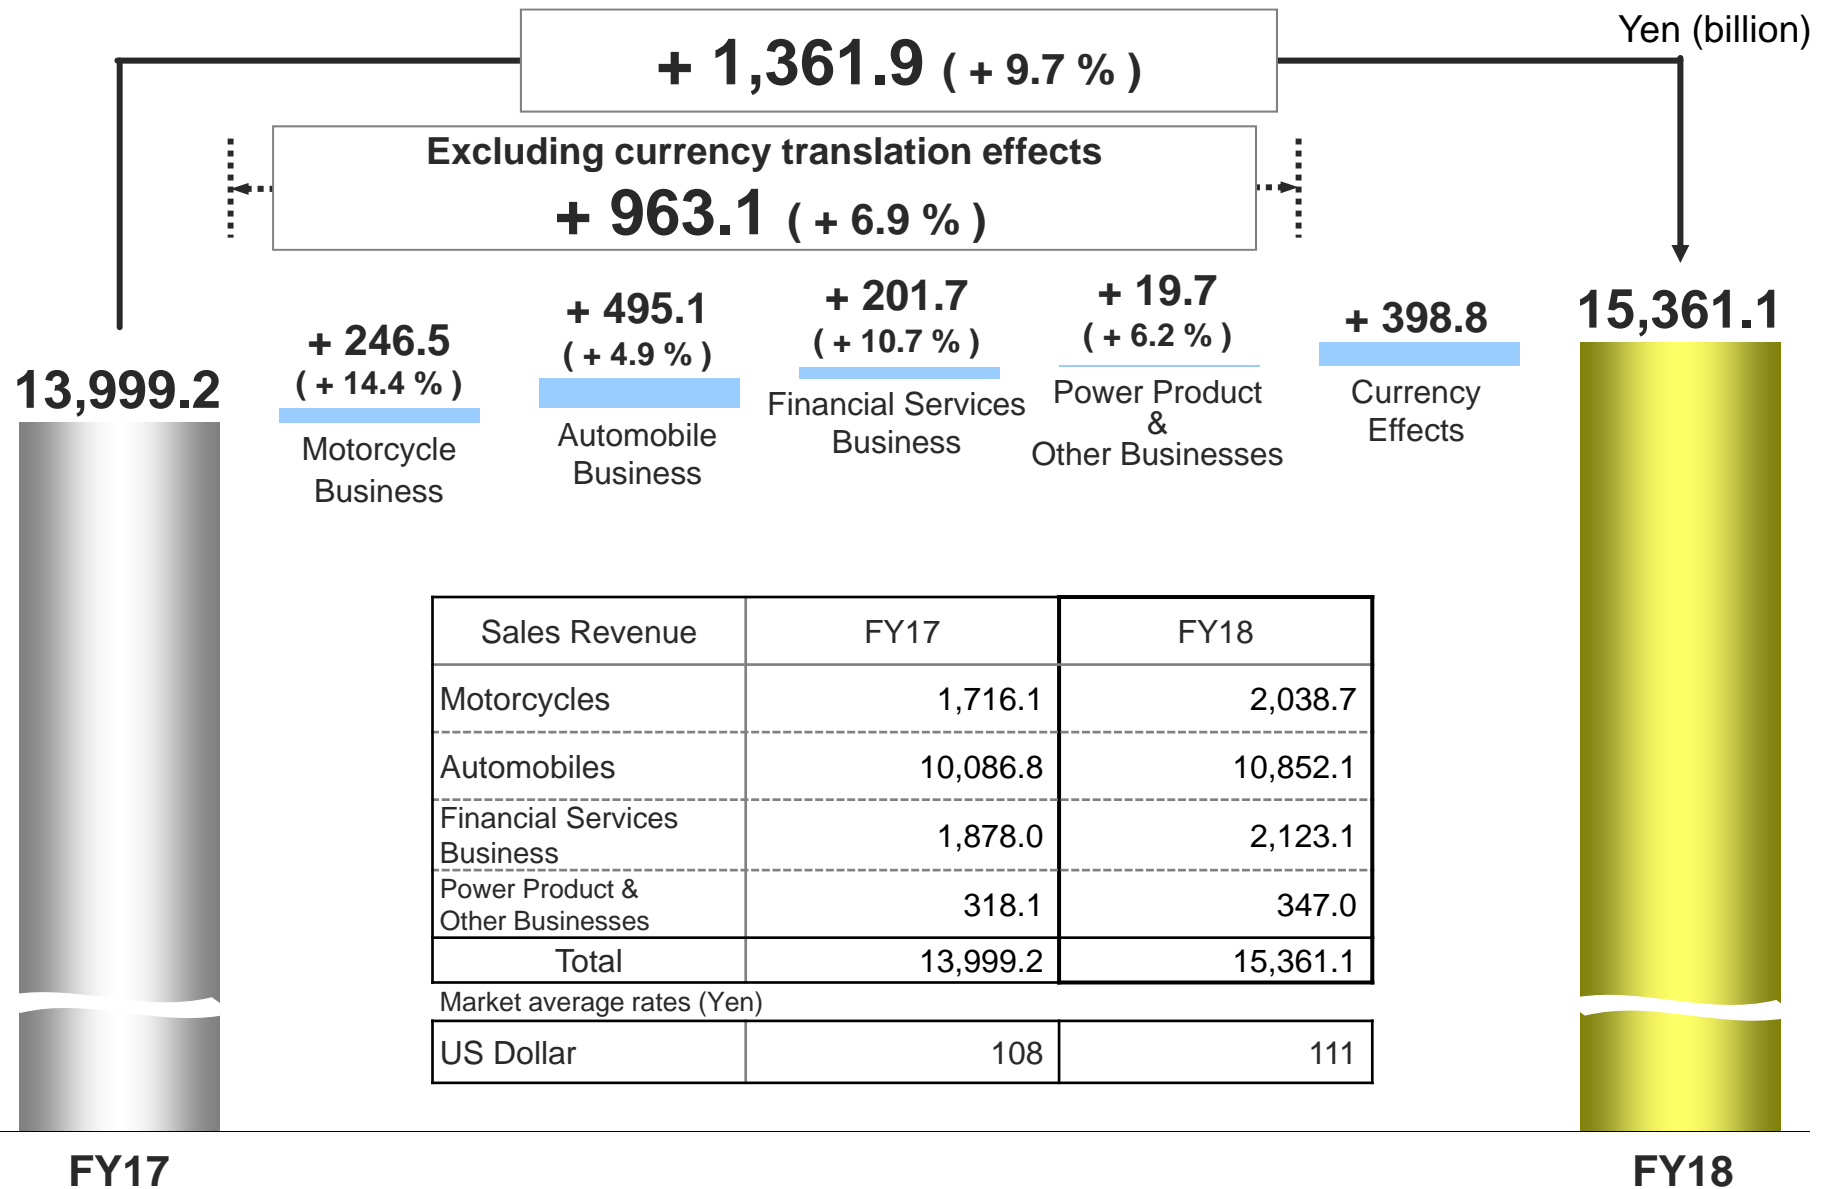 Yen (billion)
+ 1,361.9 ( + 9.7 % )
Excluding currency translation effects
+ 963.1 ( + 6.9 % )
13,999.2
+ 246.5
( + 14.4 % )
Motorcycle
Business
+ 495.1
( + 4.9 % )
Automobile
Business
+ 201.7
( + 10.7 % )
Financial Services
Business
+ 19.7
( + 6.2 % )
Power Product
&
Other Businesses
+ 398.8
Currency
Effects
15,361.1
Sales Revenue FY17 FY18
Motorcycles 1,716.1 2,038.7
Automobiles 10,086.8 10,852.1
Financial Services
Business 1,878.0 2,123.1
Power Product &
Other Businesses 318.1 347.0
Total 13,999.2 15,361.1
Market average rates (Yen)
US Dollar 108 111
FY17 FY18